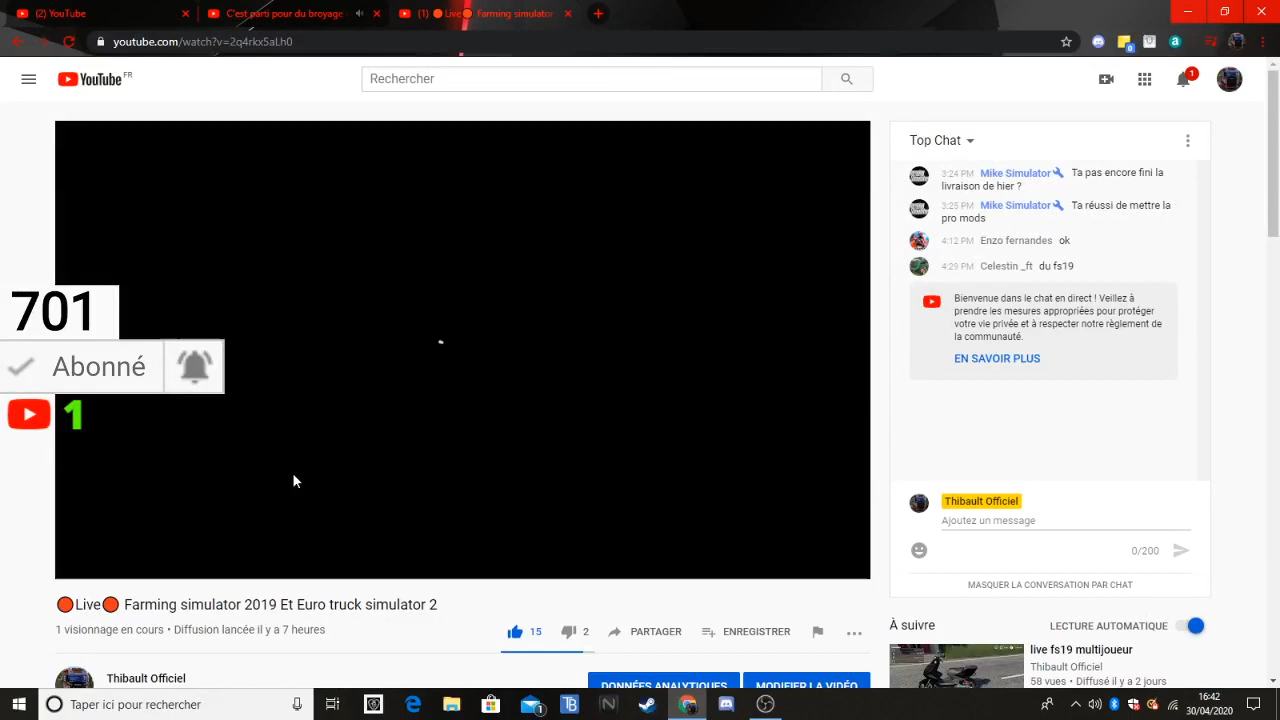 (2) YouTube
C'est parti pour du broyage
(1) 🔴Live🔴 Farming simulator
youtube.com/watch?v=2q4rkx5aLh0
YouTube FR
Rechercher
1
Top Chat
3:24 PM Mike Simulator Ta pas encore fini la
livraison de hier ?
3:25 PM Mike Simulator Ta réussi de mettre la
pro mods
4:12 PM Enzo fernandes ok
4:29 PM Celestin _ft du fs19
Bienvenue dans le chat en direct ! Veillez à
prendre les mesures appropriées pour protéger
votre vie privée et à respecter notre règlement de
la communauté.
EN SAVOIR PLUS
701
Abonné
1
Thibault Officiel
Ajoutez un message
0/200
MASQUER LA CONVERSATION PAR CHAT
🔴Live🔴 Farming simulator 2019 Et Euro truck simulator 2
1 visionnage en cours • Diffusion lancée il y a 7 heures
15 2 PARTAGER ENREGISTRER
À suivre LECTURE AUTOMATIQUE
live fs19 multijoueur
Thibault Officiel
58 vues • Diffusé il y a 2 jours
Thibault Officiel
DONNÉES ANALYTIQUES MODIFIER LA VIDÉO
Taper ici pour rechercher
1
TB
N
16:42
30/04/2020